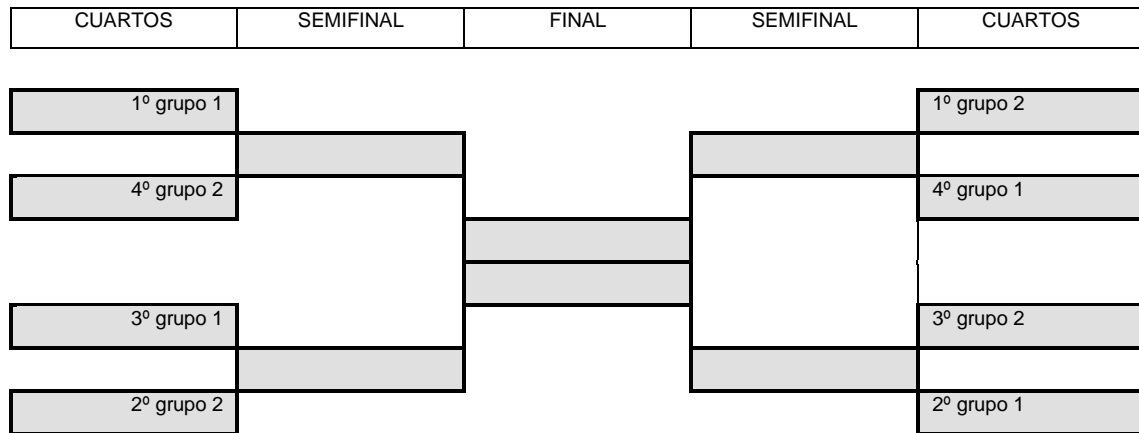 CUARTOS SEMIFINAL FINAL SEMIFINAL CUARTOS
1º grupo 1 1º grupo 2
4º grupo 2 4º grupo 1
3º grupo 1 3º grupo 2
2º grupo 2 2º grupo 1